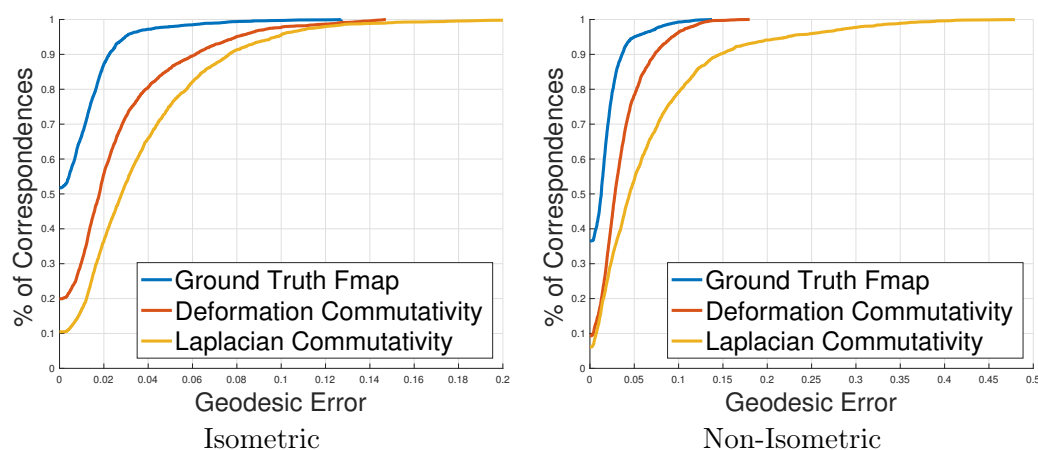 % of Correspondences
1
0.9
0.8
0.7
0.6
0.5
0.4
0.3
0.2
0.1
0
Ground Truth Fmap
Deformation Commutativity
Laplacian Commutativity
0 0.02 0.04 0.06 0.08 0.1 0.12 0.14 0.16 0.18 0.2
Geodesic Error
Isometric
% of Correspondences
1
0.9
0.8
0.7
0.6
0.5
0.4
0.3
0.2
0.1
0
Ground Truth Fmap
Deformation Commutativity
Laplacian Commutativity
0 0.05 0.1 0.15 0.2 0.25 0.3 0.35 0.4 0.45 0.5
Geodesic Error
Non-Isometric